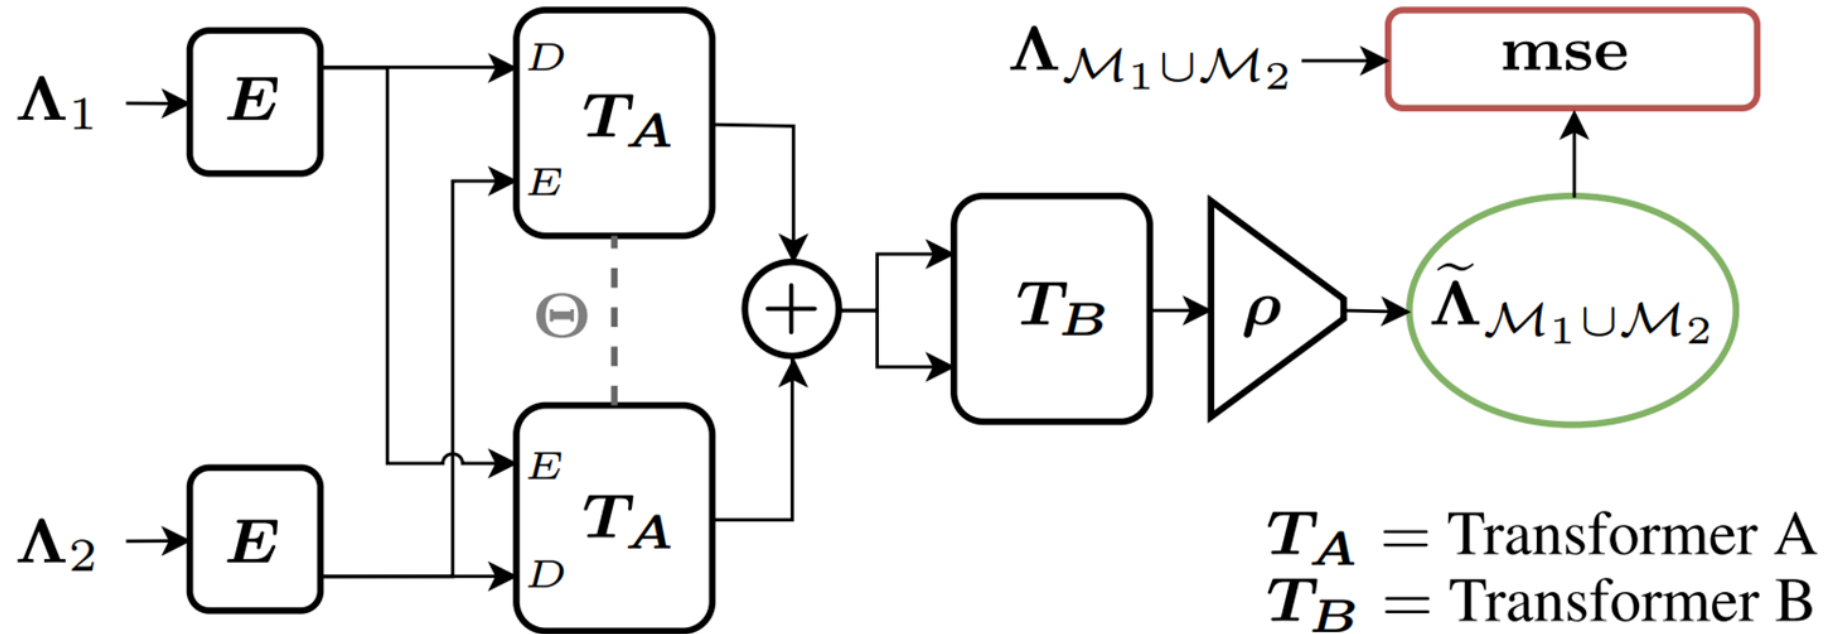 Λ₁
E
D
T_A
E
Λ_{M₁∪M₂}
mse
Θ
+
T_B
ρ
Λ̃_{M₁∪M₂}
Λ₂
E
E
T_A
D
T_A = Transformer A
T_B = Transformer B